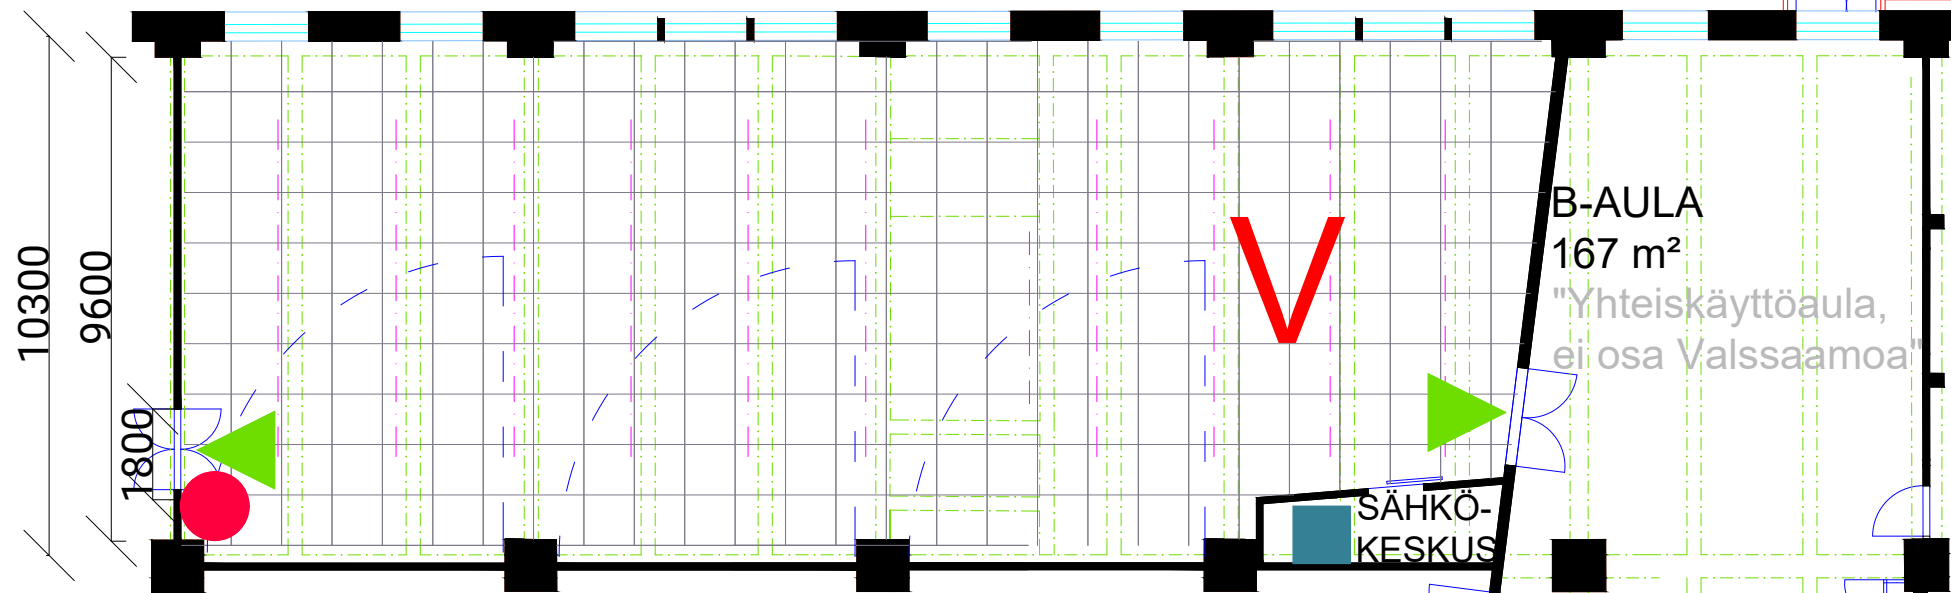 10300
9600
1800
V
B-AULA
167 m²
"Yhteiskäyttöaula,
ei osa Valssaamoa"
SÄHKÖ-
KESKUS